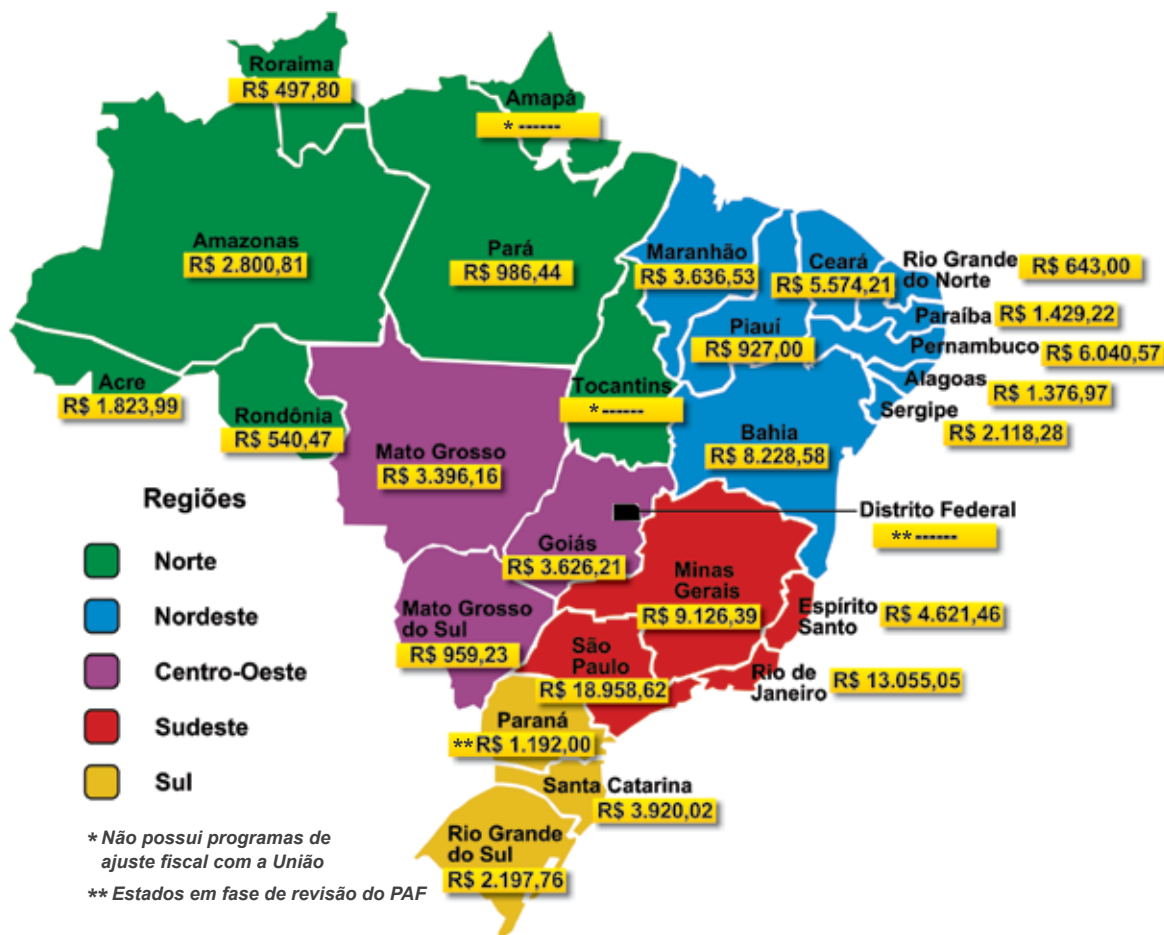 Roraima
R$ 497,80
Amapá
* ------
Amazonas
R$ 2.800,81
Pará
R$ 986,44
Maranhão
R$ 3.636,53
Ceará
R$ 5.574,21
Rio Grande
do Norte
R$ 643,00
Piauí
R$ 927,00
Paraíba
R$ 1.429,22
Pernambuco
R$ 6.040,57
Acre
R$ 1.823,99
Rondônia
R$ 540,47
Tocantins
* ------
Alagoas
R$ 1.376,97
Sergipe
R$ 2.118,28
Bahia
R$ 8.228,58
Mato Grosso
R$ 3.396,16
Distrito Federal
** ------
Goiás
R$ 3.626,21
Minas
Gerais
R$ 9.126,39
Espírito
Santo
R$ 4.621,46
Mato Grosso
do Sul
R$ 959,23
São
Paulo
R$ 18.958,62
Rio de
Janeiro
R$ 13.055,05
Paraná
** R$ 1.192,00
Santa Catarina
R$ 3.920,02
Rio Grande
do Sul
R$ 2.197,76
Regiões
Norte
Nordeste
Centro-Oeste
Sudeste
Sul
* Não possui programas de
ajuste fiscal com a União
** Estados em fase de revisão do PAF